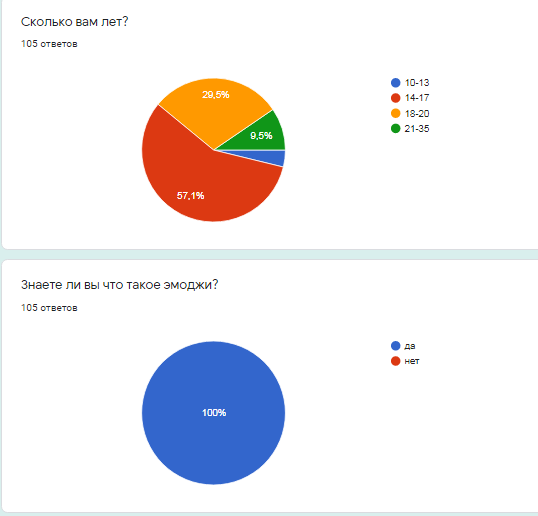 Сколько вам лет?
105 ответов
29,5%
9,5%
57,1%
10-13
14-17
18-20
21-35
Знаете ли вы что такое эмоджи?
105 ответов
100%
да
нет